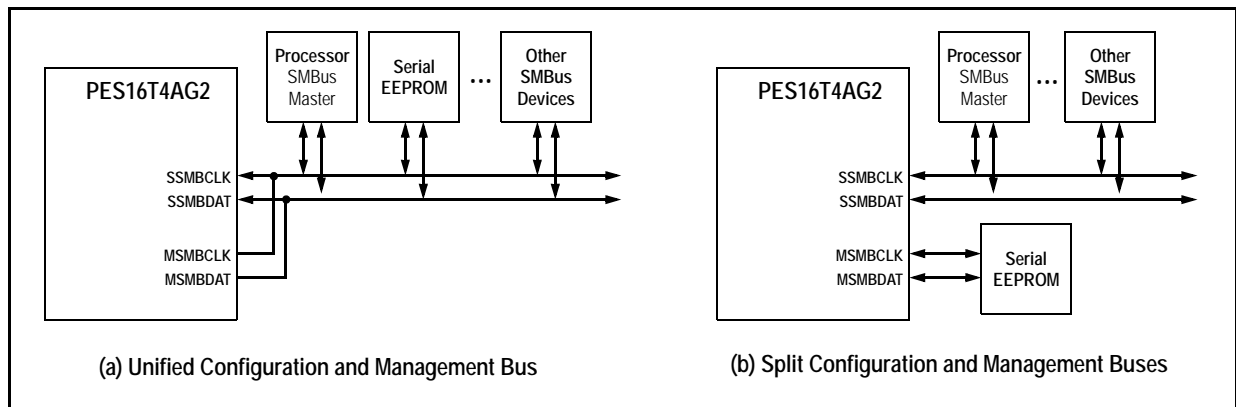 PES16T4AG2
Processor
SMBus
Master
Serial
EEPROM
...
Other
SMBus
Devices
SSMBCLK
SSMBDAT
MSMBCLK
MSMBDAT
(a) Unified Configuration and Management Bus
PES16T4AG2
Processor
SMBus
Master
...
Other
SMBus
Devices
SSMBCLK
SSMBDAT
MSMBCLK
MSMBDAT
Serial
EEPROM
(b) Split Configuration and Management Buses